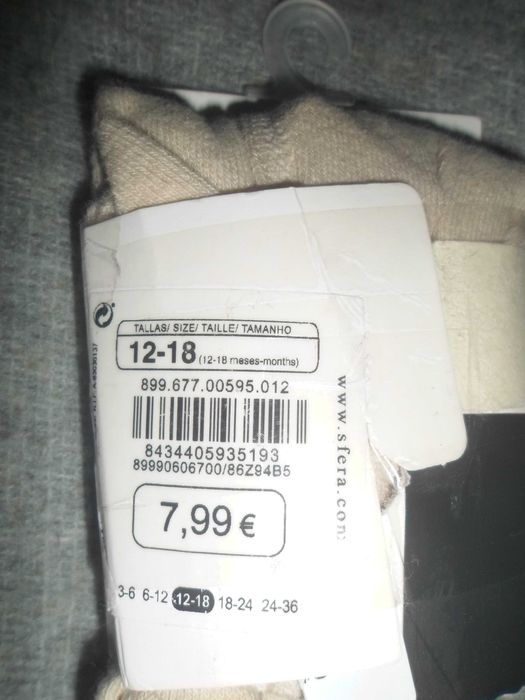 TALLAS/ SIZE/ TAILLE/ TAMANHO
12-18 (12-18 meses-months)
899.677.00595.012
8434405935193
89990606700/86Z94B5
7,99 €
3-6 6-12 12-18 18-24 24-36
www.sfera.com